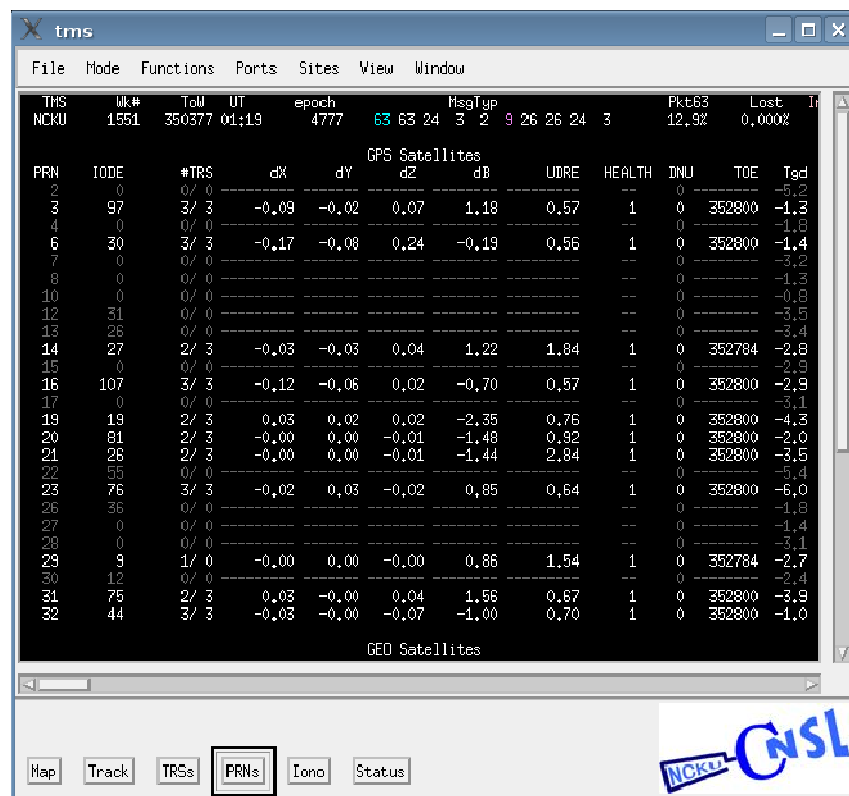 tms
File Mode Functions Ports Sites View Window
TMS Wk# ToW UT epoch MsgTyp Pkt63 Lost
NCKU 1551 350377 01:19 4777 63 63 24 3 2 9 26 26 24 3 12.9% 0.000%
GPS Satellites
PRN IODE #TRS dX dY dZ dB UDRE HEALTH DNU TOE Tgd
2 0 0/ 0 --------- ------- -------- --------- --------- -- 0 -------- -5.2
3 97 3/ 3 -0.09 -0.02 0.07 1.18 0.57 1 0 352800 -1.3
4 0 0/ 0 --------- ------- -------- --------- --------- -- 0 -------- -1.8
6 30 3/ 3 -0.17 -0.08 0.24 -0.19 0.56 1 0 352800 -1.4
7 0 0/ 0 --------- ------- -------- --------- --------- -- 0 -------- -3.2
8 0 0/ 0 --------- ------- -------- --------- --------- -- 0 -------- -1.3
10 0 0/ 0 --------- ------- -------- --------- --------- -- 0 -------- -0.8
12 31 0/ 0 --------- ------- -------- --------- --------- -- 0 -------- -3.5
13 26 0/ 0 --------- ------- -------- --------- --------- -- 0 -------- -3.4
14 27 2/ 3 -0.03 -0.03 0.04 1.22 1.84 1 0 352784 -2.8
15 0 0/ 0 --------- ------- -------- --------- --------- -- 0 -------- -2.9
16 107 3/ 3 -0.12 -0.06 0.02 -0.70 0.57 1 0 352800 -2.9
17 0 0/ 0 --------- ------- -------- --------- --------- -- 0 -------- -3.1
19 19 2/ 3 0.03 0.02 0.02 -2.35 0.76 1 0 352800 -4.3
20 81 2/ 3 -0.00 0.00 -0.01 -1.48 0.92 1 0 352800 -2.0
21 26 2/ 3 -0.00 0.00 -0.01 -1.44 2.84 1 0 352800 -3.5
22 55 0/ 0 --------- ------- -------- --------- --------- -- 0 -------- -5.4
23 76 3/ 3 -0.02 0.03 -0.02 0.85 0.64 1 0 352800 -6.0
26 36 0/ 0 --------- ------- -------- --------- --------- -- 0 -------- -1.8
27 0 0/ 0 --------- ------- -------- --------- --------- -- 0 -------- -1.4
28 0 0/ 0 --------- ------- -------- --------- --------- -- 0 -------- -3.1
29 9 1/ 0 -0.00 0.00 -0.00 0.86 1.54 1 0 352784 -2.7
30 12 0/ 0 --------- ------- -------- --------- --------- -- 0 -------- -2.4
31 75 2/ 3 0.03 -0.00 0.04 1.56 0.67 1 0 352800 -3.9
32 44 3/ 3 -0.03 -0.00 -0.07 -1.00 0.70 1 0 352800 -1.0
GEO Satellites
Map Track TRSs PRNs Iono Status
NCKU CNSL